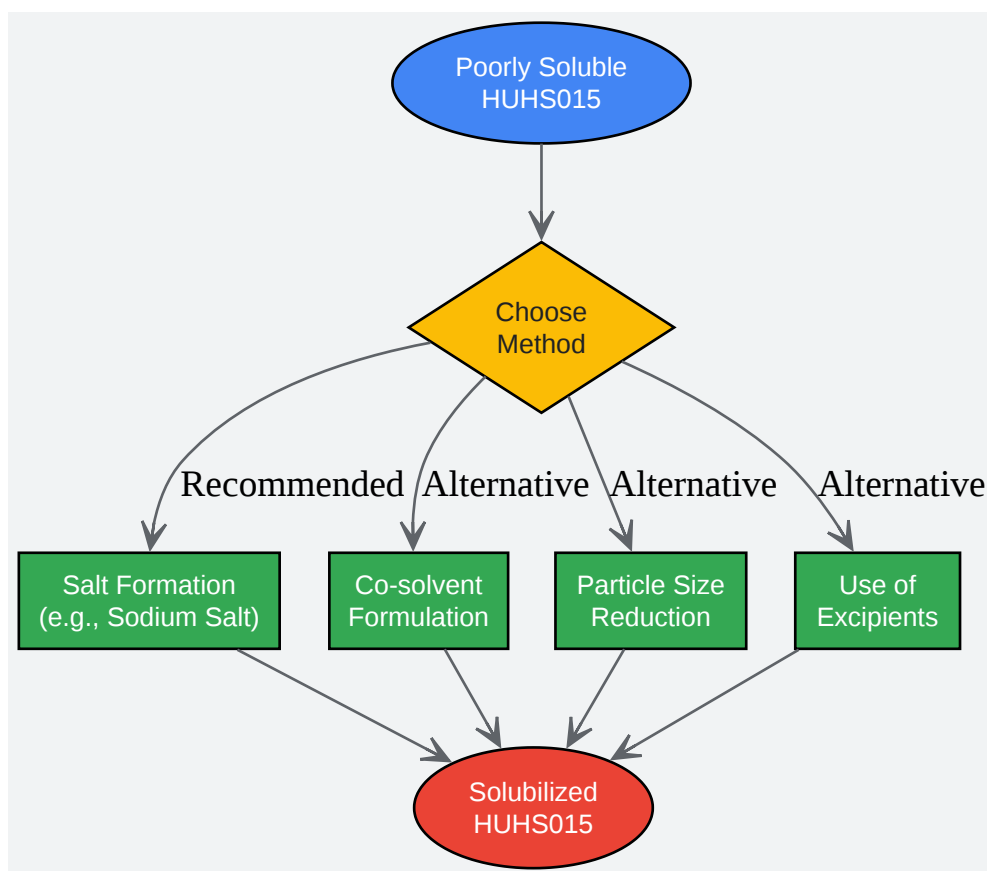 Poorly Soluble
HUHS015
Choose
Method
Recommended
Alternative
Alternative
Alternative
Salt Formation
(e.g., Sodium Salt)
Co-solvent
Formulation
Particle Size
Reduction
Use of
Excipients
Solubilized
HUHS015